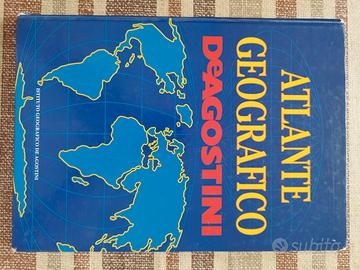 ATLANTE
GEOGRAFICO
DEAGOSTINI
ISTITUTO GEOGRAFICO DE AGOSTINI
subito